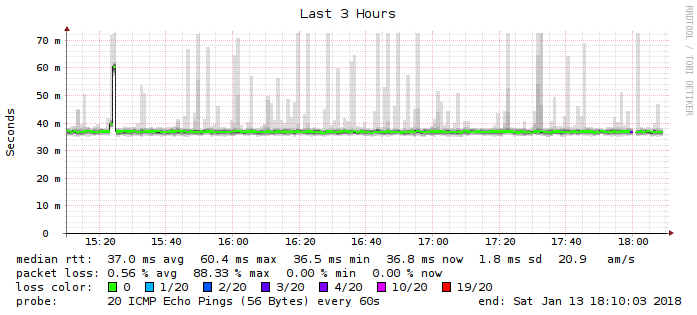 Last 3 Hours
RRDTOOL / TOBI OETIKER
Seconds
70 m
60 m
50 m
40 m
30 m
20 m
10 m
0
15:20 15:40 16:00 16:20 16:40 17:00 17:20 17:40 18:00
median rtt: 37.0 ms avg 60.4 ms max 36.5 ms min 36.8 ms now 1.8 ms sd 20.9 am/s
packet loss: 0.56 % avg 88.33 % max 0.00 % min 0.00 % now
loss color: 0 1/20 2/20 3/20 4/20 10/20 19/20
probe: 20 ICMP Echo Pings (56 Bytes) every 60s end: Sat Jan 13 18:10:03 2018